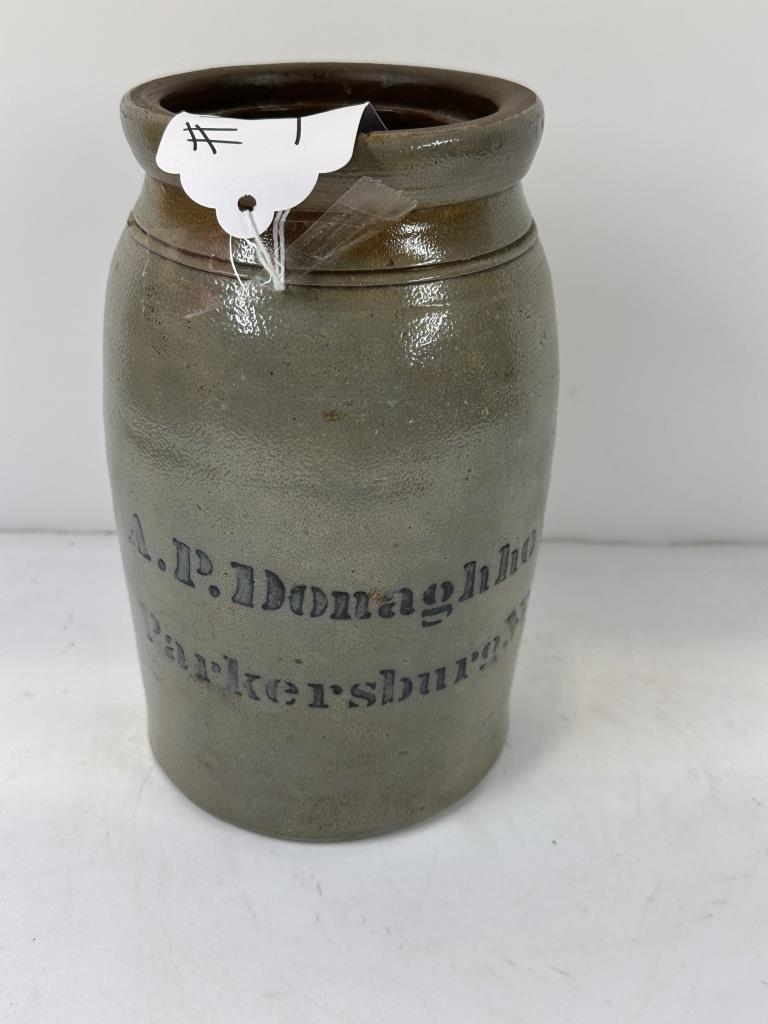 # 1
A.P. Donaghho
Parkersburg, W